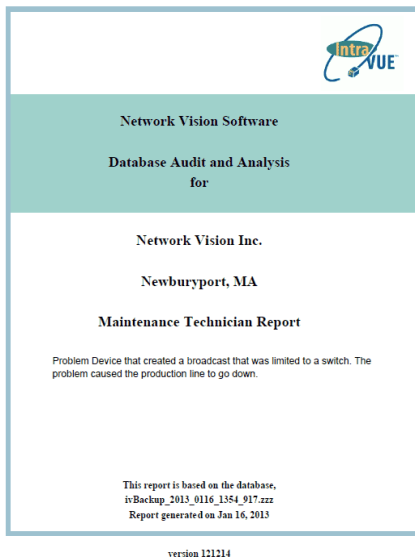 Intra
VUE™
Network Vision Software
Database Audit and Analysis
for
Network Vision Inc.
Newburyport, MA
Maintenance Technician Report
Problem Device that created a broadcast that was limited to a switch. The
problem caused the production line to go down.
This report is based on the database,
ivBackup_2013_0116_1354_917.zzz
Report generated on Jan 16, 2013
version 121214